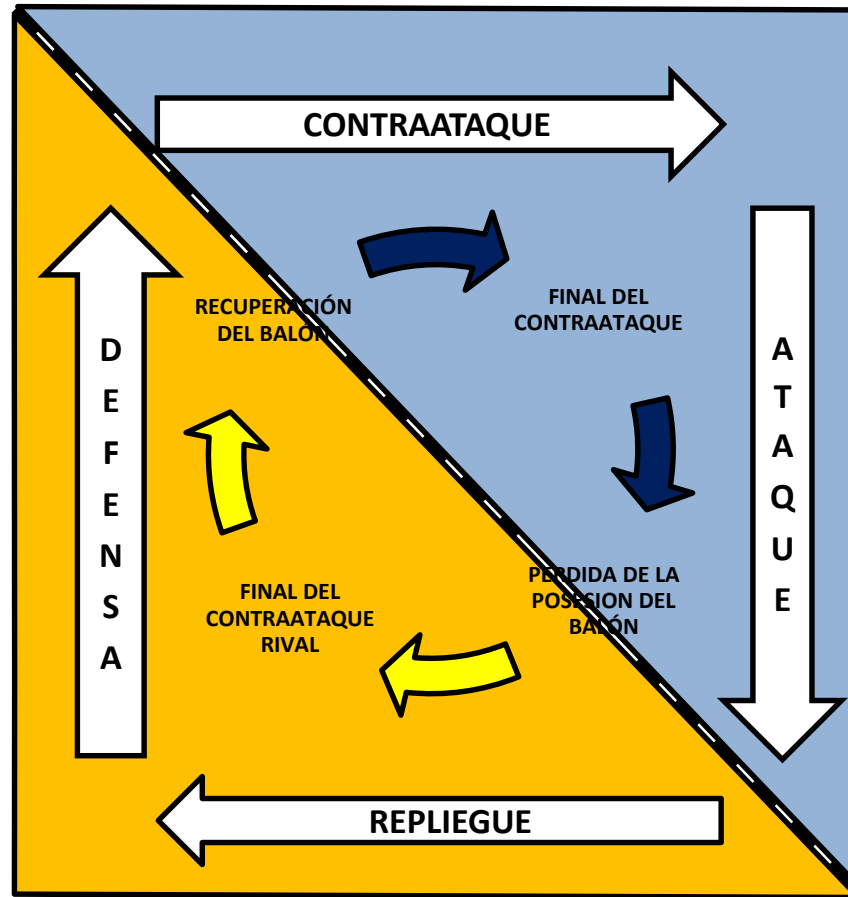 CONTRAATAQUE
RECUPERACIÓN
DEL BALÓN
FINAL DEL
CONTRAATAQUE
D
E
F
E
N
S
A
A
T
A
Q
U
E
FINAL DEL
CONTRAATAQUE
RIVAL
PERDIDA DE LA
POSESION DEL
BALÓN
REPLIEGUE